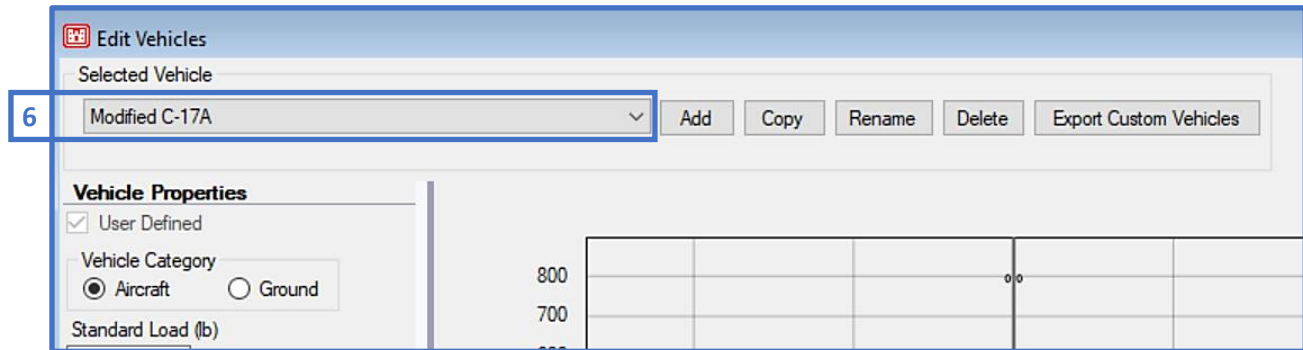 Edit Vehicles
Selected Vehicle
6
Modified C-17A
Add
Copy
Rename
Delete
Export Custom Vehicles
Vehicle Properties
User Defined
Vehicle Category
Aircraft
Ground
Standard Load (lb)
800
700